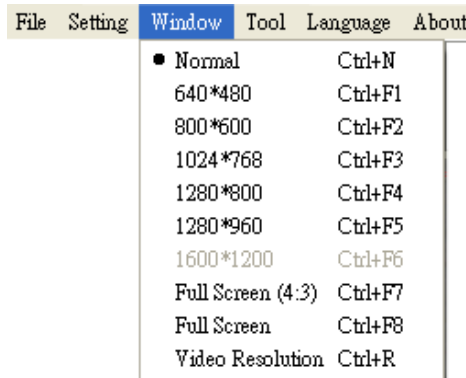 File Setting Window Tool Language About
Normal Ctrl+N
640*480 Ctrl+F1
800*600 Ctrl+F2
1024*768 Ctrl+F3
1280*800 Ctrl+F4
1280*960 Ctrl+F5
1600*1200 Ctrl+F6
Full Screen (4:3) Ctrl+F7
Full Screen Ctrl+F8
Video Resolution Ctrl+R